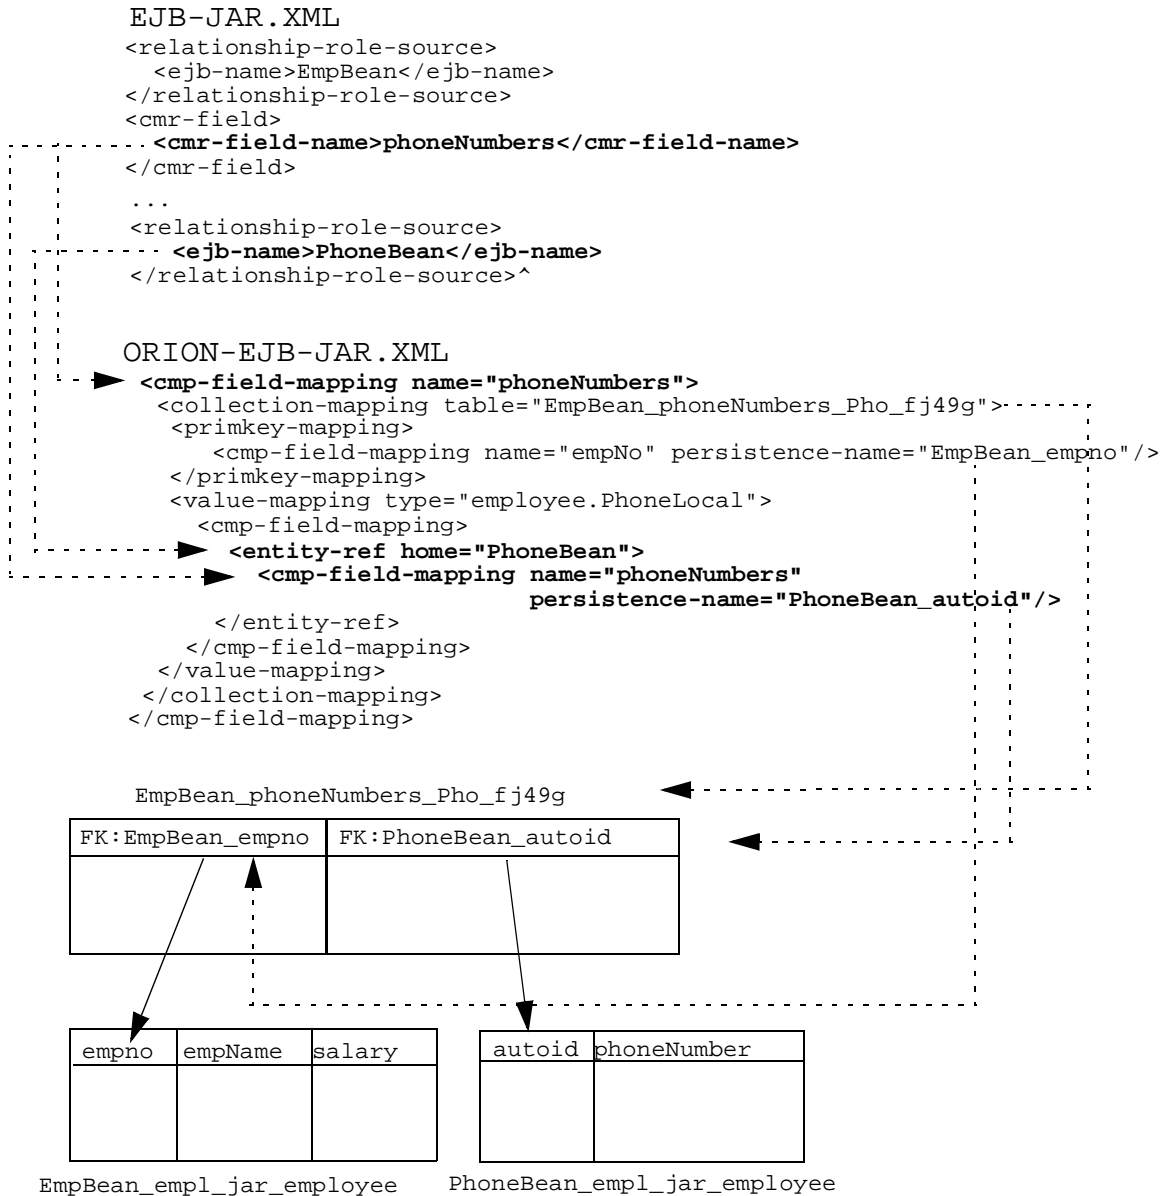 EJB-JAR.XML
<relationship-role-source>
<ejb-name>EmpBean</ejb-name>
</relationship-role-source>
<cmr-field>
<cmr-field-name>phoneNumbers</cmr-field-name>
</cmr-field>
...
<relationship-role-source>
<ejb-name>PhoneBean</ejb-name>
</relationship-role-source>^
ORION-EJB-JAR.XML
<cmp-field-mapping name="phoneNumbers">
<collection-mapping table="EmpBean_phoneNumbers_Pho_fj49g">
<primkey-mapping>
<cmp-field-mapping name="empNo" persistence-name="EmpBean_empno"/>
</primkey-mapping>
<value-mapping type="employee.PhoneLocal">
<cmp-field-mapping>
<entity-ref home="PhoneBean">
<cmp-field-mapping name="phoneNumbers"
persistence-name="PhoneBean_autoid"/>
</entity-ref>
</cmp-field-mapping>
</value-mapping>
</collection-mapping>
</cmp-field-mapping>
EmpBean_phoneNumbers_Pho_fj49g
FK:EmpBean_empno FK:PhoneBean_autoid
empno empName salary
autoid phoneNumber
EmpBean_empl_jar_employee
PhoneBean_empl_jar_employee